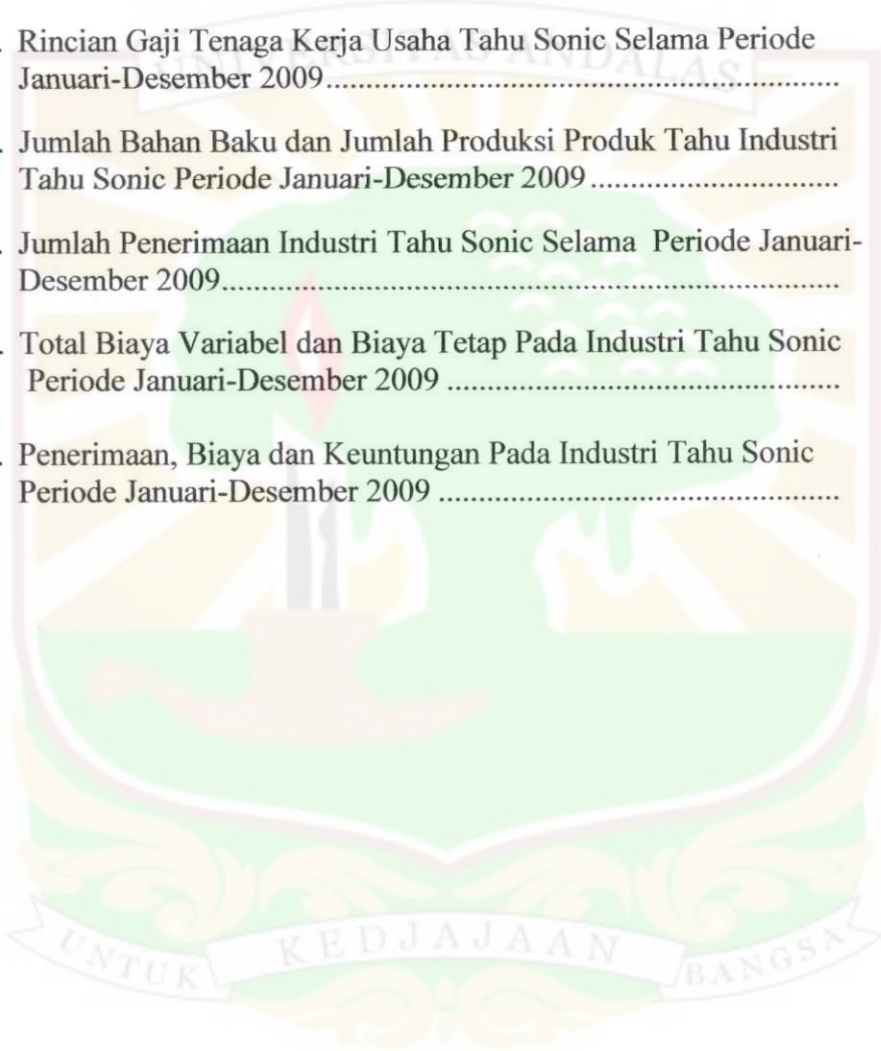 UNIVERSITAS ANDALAS
. Rincian Gaji Tenaga Kerja Usaha Tahu Sonic Selama Periode
Januari-Desember 2009................................................................
. Jumlah Bahan Baku dan Jumlah Produksi Produk Tahu Industri
Tahu Sonic Periode Januari-Desember 2009................................
. Jumlah Penerimaan Industri Tahu Sonic Selama Periode Januari-
Desember 2009..............................................................................
. Total Biaya Variabel dan Biaya Tetap Pada Industri Tahu Sonic
Periode Januari-Desember 2009 .................................................
. Penerimaan, Biaya dan Keuntungan Pada Industri Tahu Sonic
Periode Januari-Desember 2009 ..................................................
UNTUK KEDJAJAAN BANGSA